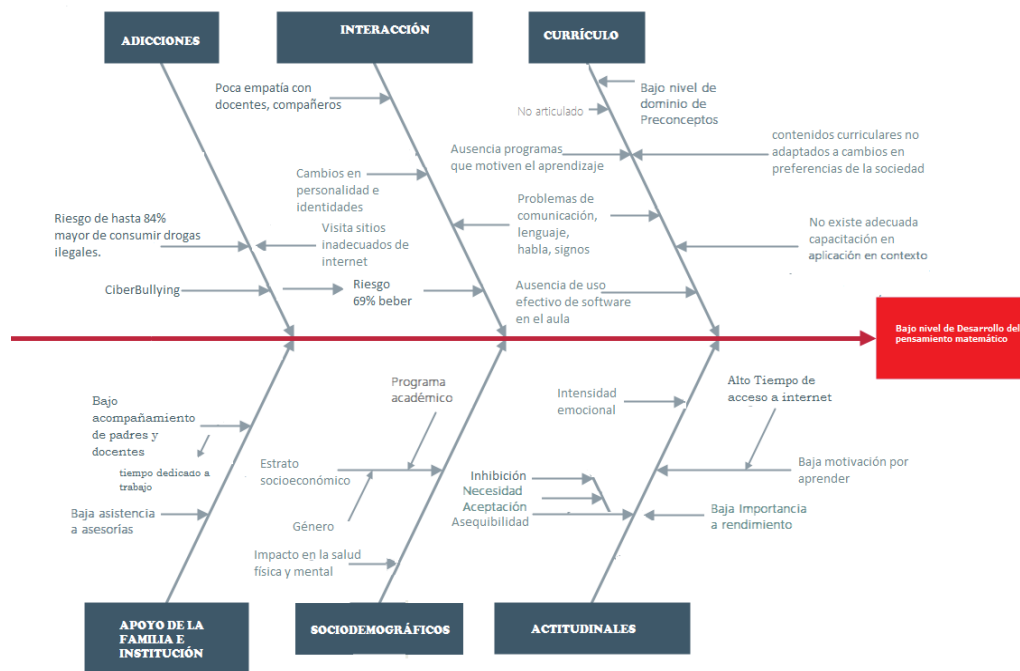 ADICCIONES
INTERACCIÓN
CURRÍCULO
Poca empatía con
docentes, compañeros
Bajo nivel de
dominio de
Preconceptos
No articulado
Ausencia programas
que motiven el aprendizaje
contenidos curriculares no
adaptados a cambios en
preferencias de la sociedad
Cambios en
personalidad e
identidades
Problemas de
comunicación,
lenguaje,
habla, signos
Riesgo de hasta 84%
mayor de consumir drogas
ilegales.
Visita sitios
inadecuados de
internet
No existe adecuada
capacitación en
aplicación en contexto
CiberBullying
Riesgo
69% beber
Ausencia de uso
efectivo de software
en el aula
Bajo nivel de Desarrollo del
pensamiento matemático
Bajo
acompañamiento
de padres y
docentes
tiempo dedicado a
trabajo
Baja asistencia
a asesorías
Programa
académico
Estrato
socioeconómico
Género
Impacto en la salud
física y mental
Intensidad
emocional
Alto Tiempo de
acceso a internet
Baja motivación por
aprender
Inhibición
Necesidad
Aceptación
Asequibilidad
Baja Importancia
a rendimiento
APOYO DE LA
FAMILIA E
INSTITUCIÓN
SOCIODEMOGRÁFICOS
ACTITUDINALES